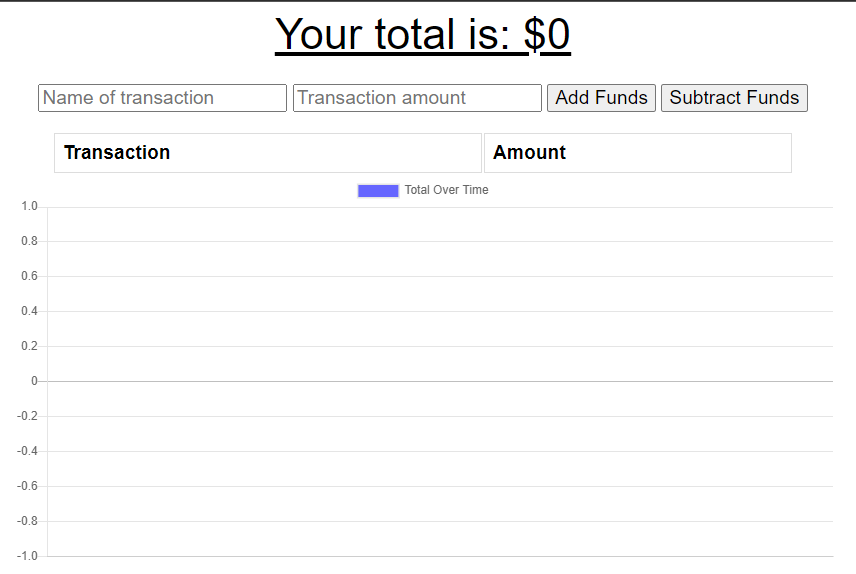 Your total is: $0
Name of transaction Transaction amount Add Funds Subtract Funds
Transaction Amount
Total Over Time
1.0
0.8
0.6
0.4
0.2
0
-0.2
-0.4
-0.6
-0.8
-1.0